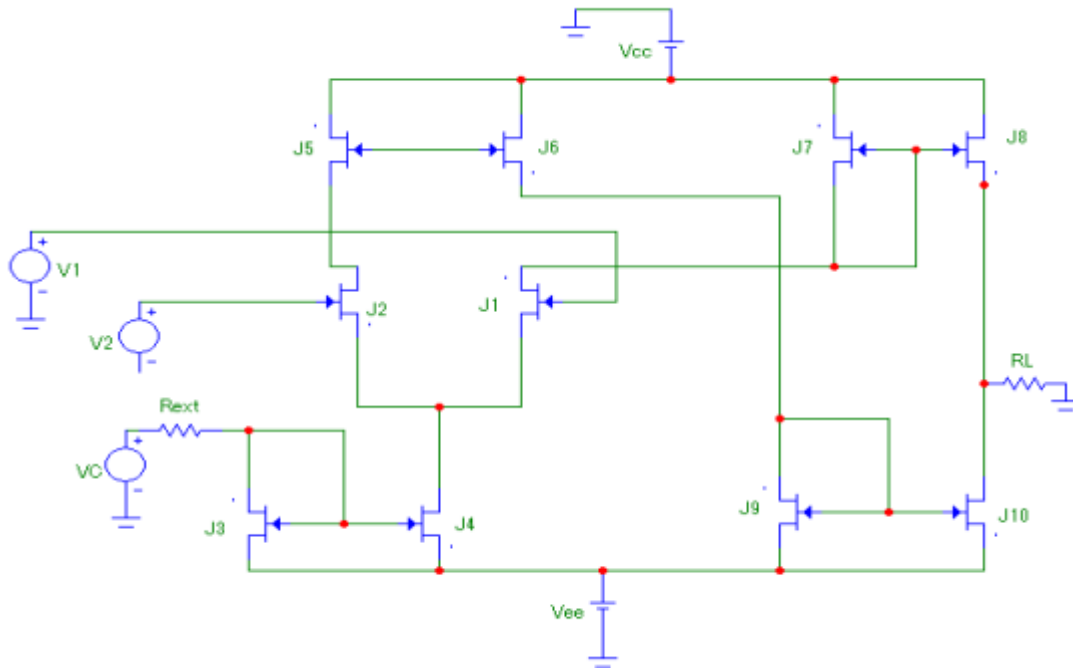 Vcc
J5
J6
J7
J8
+
V1
-
J2
J1
+
V2
-
RL
Rext
+
VC
-
J3
J4
J9
J10
Vee